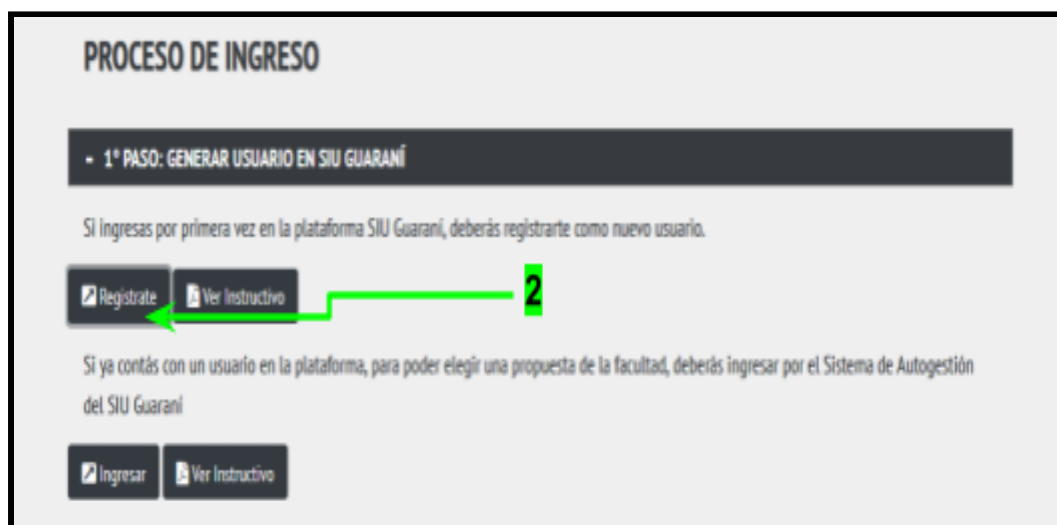 PROCESO DE INGRESO
- 1° PASO: GENERAR USUARIO EN SIU GUARANÍ
Si ingresas por primera vez en la plataforma SIU Guaraní, deberás registrarte como nuevo usuario.
Registrate Ver Instructivo
2
Si ya contás con un usuario en la plataforma, para poder elegir una propuesta de la facultad, deberás ingresar por el Sistema de Autogestión
del SIU Guaraní
Ingresar Ver Instructivo